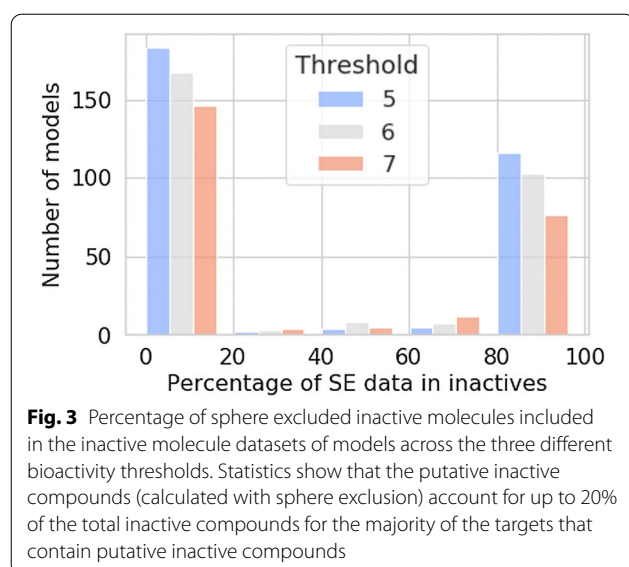 Threshold
5
6
7
Number of models
150
100
50
0
0 20 40 60 80 100
Percentage of SE data in inactives
Fig. 3 Percentage of sphere excluded inactive molecules included
in the inactive molecule datasets of models across the three different
bioactivity thresholds. Statistics show that the putative inactive
compounds (calculated with sphere exclusion) account for up to 20%
of the total inactive compounds for the majority of the targets that
contain putative inactive compounds